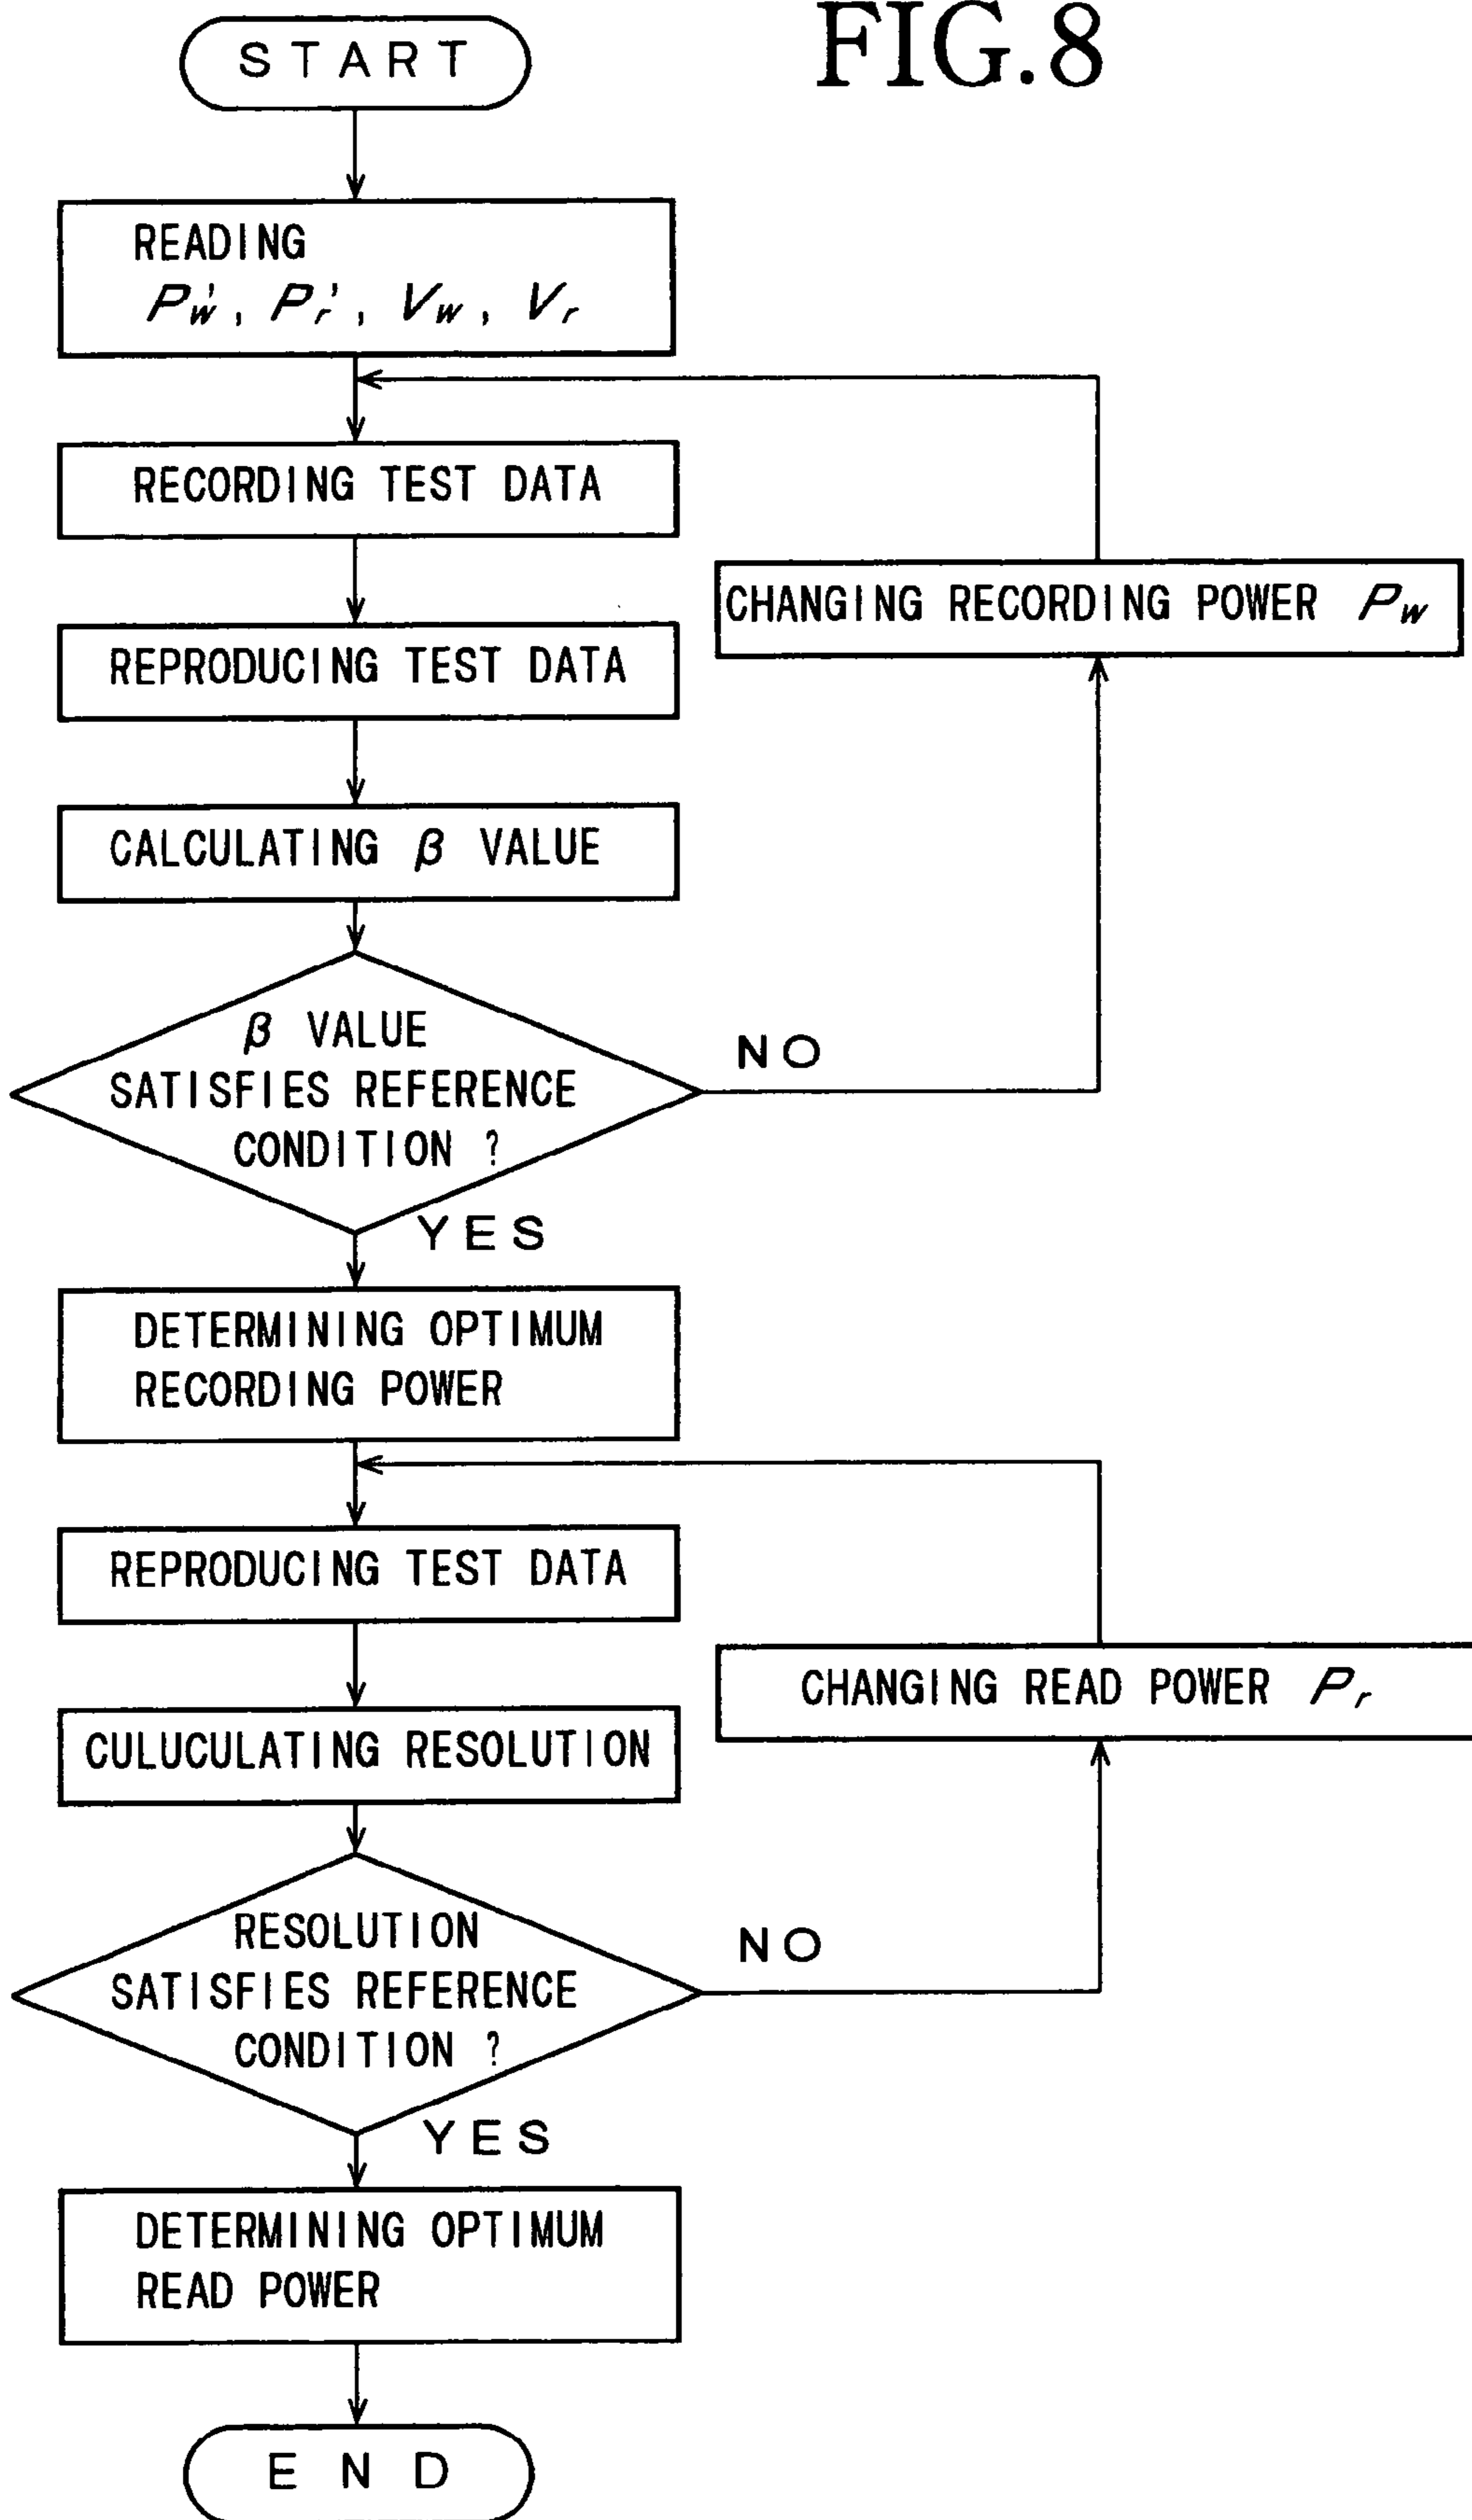 FIG.8
START
READING
Pw', Pr', Vw, Vr
RECORDING TEST DATA
CHANGING RECORDING POWER Pw
REPRODUCING TEST DATA
CALCULATING β VALUE
β VALUE
SATISFIES REFERENCE
CONDITION ?
NO
YES
DETERMINING OPTIMUM
RECORDING POWER
REPRODUCING TEST DATA
CHANGING READ POWER Pr
CULUCULATING RESOLUTION
RESOLUTION
SATISFIES REFERENCE
CONDITION ?
NO
YES
DETERMINING OPTIMUM
READ POWER
END